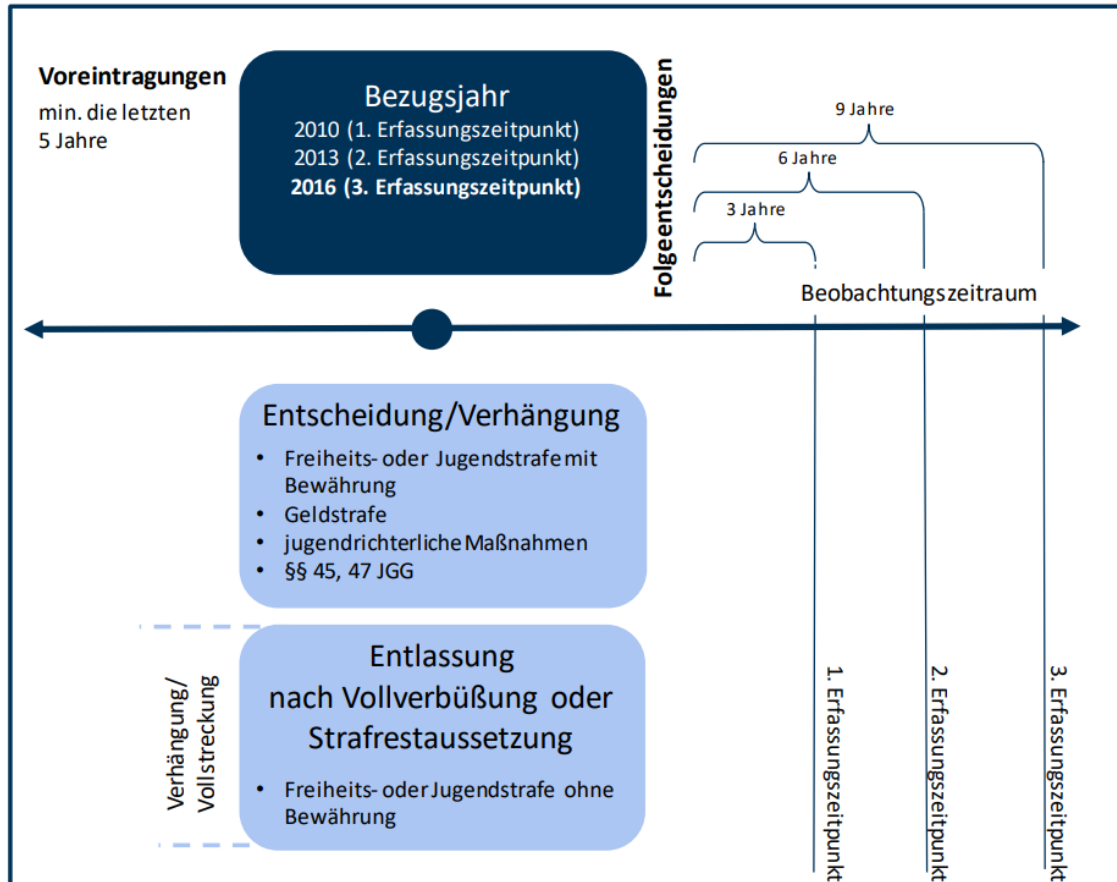 Voreintragungen
min. die letzten
5 Jahre
Bezugsjahr
2010 (1. Erfassungszeitpunkt)
2013 (2. Erfassungszeitpunkt)
2016 (3. Erfassungszeitpunkt)
Folgeentscheidungen
9 Jahre
6 Jahre
3 Jahre
Beobachtungszeitraum
Entscheidung/Verhängung
• Freiheits- oder Jugendstrafe mit
Bewährung
• Geldstrafe
• jugendrichterliche Maßnahmen
• §§ 45, 47 JGG
Verhängung/
Vollstreckung
Entlassung
nach Vollverbüßung oder
Strafrestaussetzung
• Freiheits- oder Jugendstrafe ohne
Bewährung
1. Erfassungszeitpunkt
2. Erfassungszeitpunkt
3. Erfassungszeitpunkt